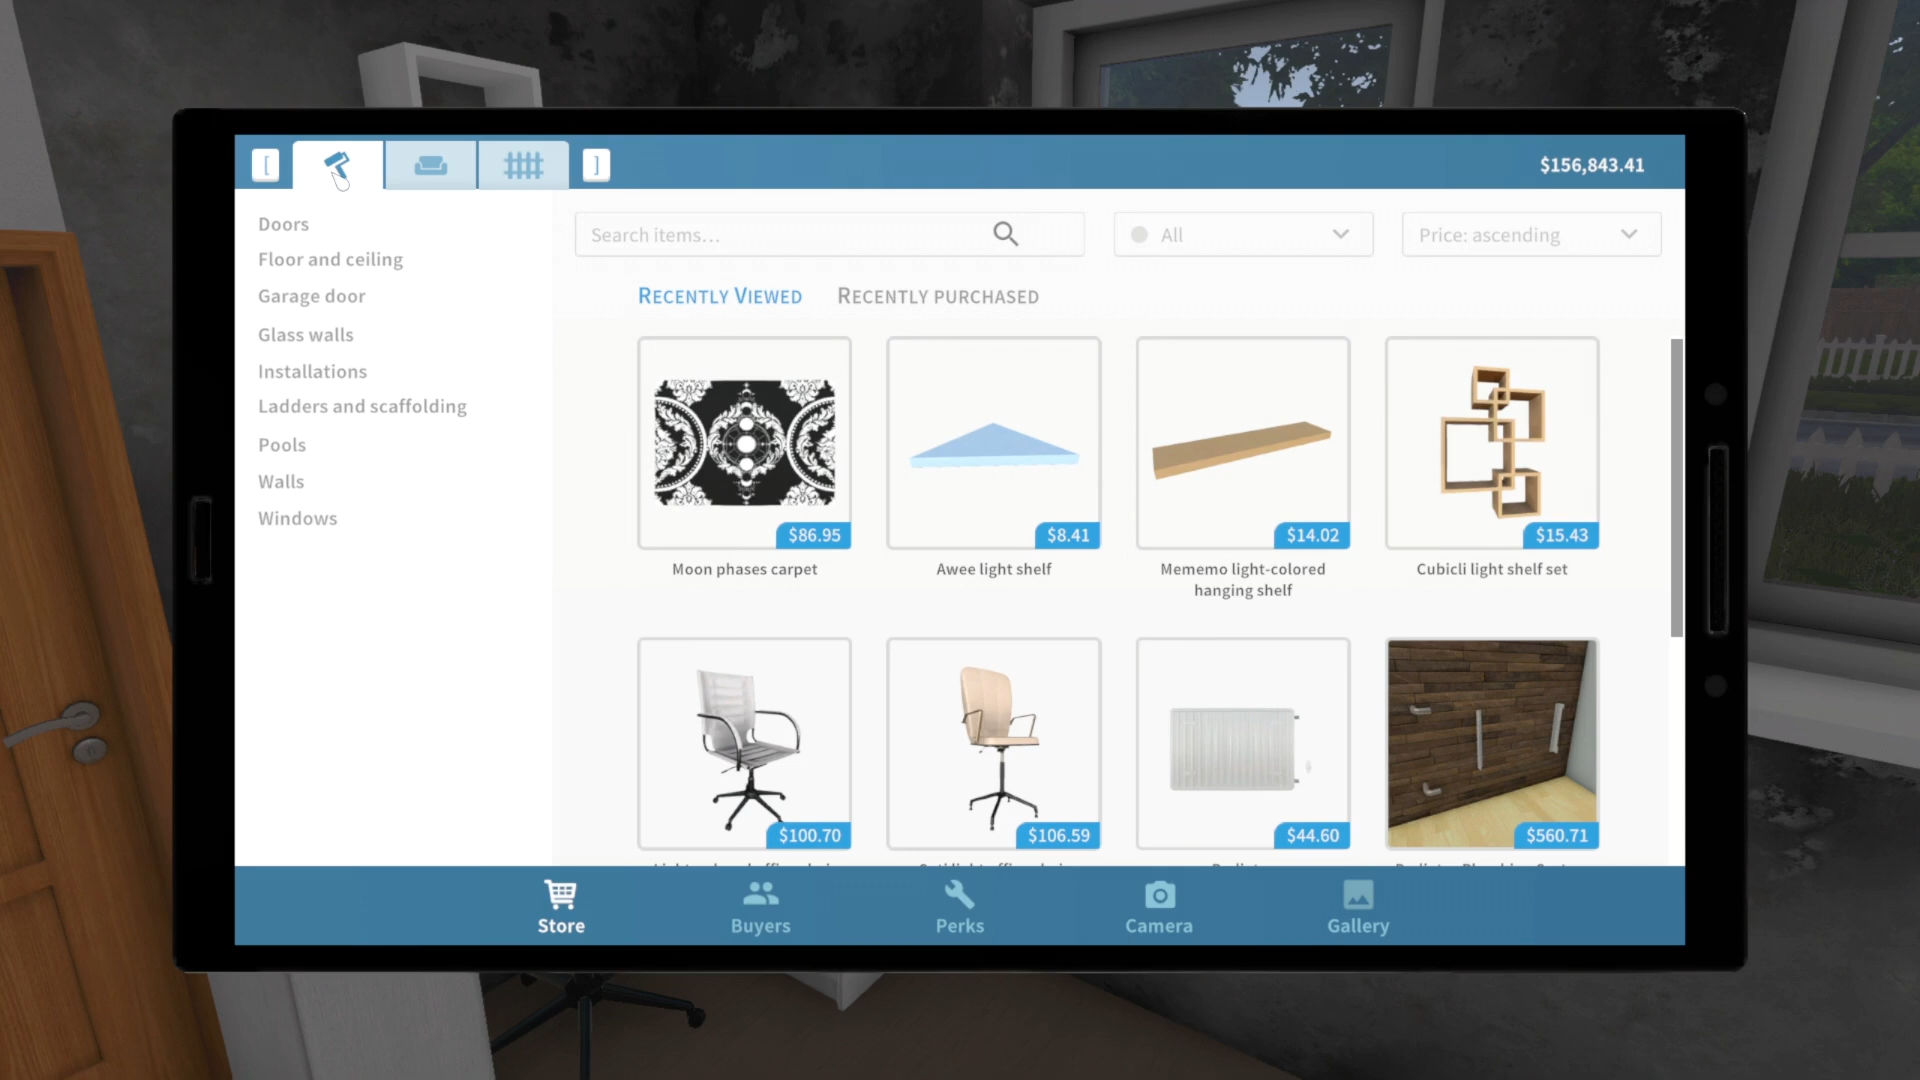 [
]
$156,843.41
Doors
Floor and ceiling
Garage door
Glass walls
Installations
Ladders and scaffolding
Pools
Walls
Windows
Search items...
All
Price: ascending
RECENTLY VIEWED
RECENTLY PURCHASED
$86.95
$8.41
$14.02
$15.43
Moon phases carpet
Awee light shelf
Mememo light-colored
hanging shelf
Cubicli light shelf set
$100.70
$106.59
$44.60
$560.71
Store
Buyers
Perks
Camera
Gallery